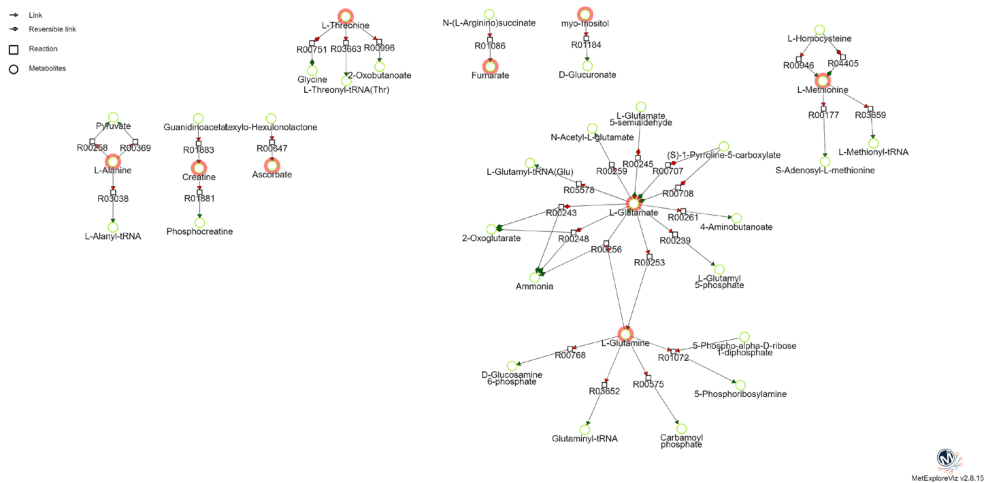 Link
Reversible link
Reaction
Metabolites
L-Threonine
R00751
R03663
R00996
Glycine
2-Oxobutanoate
L-Threonyl-tRNA(Thr)
N-(L-Arginino)succinate
R01086
Fumarate
myo-Inositol
R01184
D-Glucuronate
L-Homocysteine
R00946
R04405
L-Methionine
R00177
R03659
L-Methionyl-tRNA
S-Adenosyl-L-methionine
Pyruvate
R00258
R00369
L-Alanine
R03038
L-Alanyl-tRNA
Guanidinoacetate
R01883
Creatine
R01881
Phosphocreatine
Lexylo-Hexulonolactone
R00647
Ascorbate
L-Glutamate
5-semialdehyde
N-Acetyl-L-glutamate
(S)-1-Pyrroline-5-carboxylate
R00259
R00245
R00707
L-Glutamyl-tRNA(Glu)
R05578
R00708
L-Glutamate
R00243
R00261
4-Aminobutanoate
2-Oxoglutarate
R00248
R00239
R00256
R00253
L-Glutamyl
5-phosphate
Ammonia
L-Glutamine
5-Phospho-alpha-D-ribose
1-diphosphate
R00768
R01072
D-Glucosamine
6-phosphate
R03652
R00575
5-Phosphoribosylamine
Glutaminyl-tRNA
Carbamoyl
phosphate
M
MetExploreViz v2.8.15